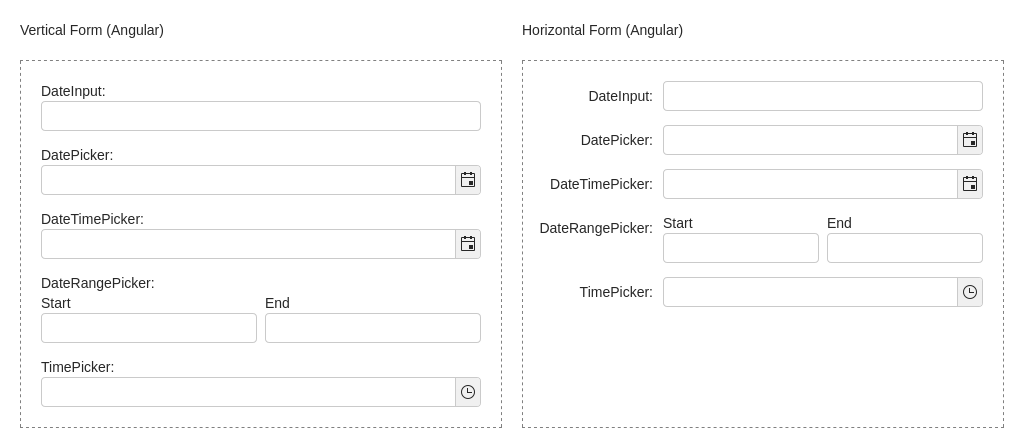 Vertical Form (Angular)
DateInput:
DatePicker:
DateTimePicker:
DateRangePicker:
Start End
TimePicker:
Horizontal Form (Angular)
DateInput:
DatePicker:
DateTimePicker:
DateRangePicker: Start End
TimePicker: